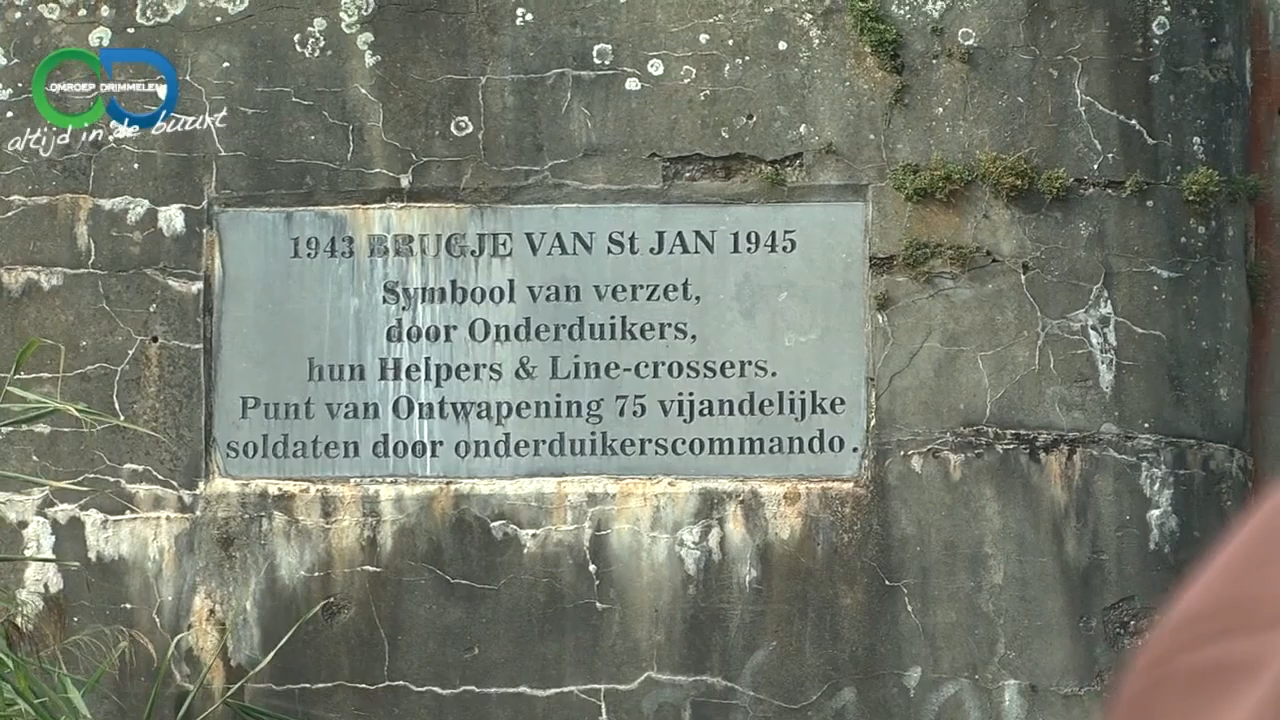 OMROEP DRIMMELEN
altijd in de buurt
1943 BRUGJE VAN St JAN 1945
Symbool van verzet,
door Onderduikers,
hun Helpers & Line-crossers.
Punt van Ontwapening 75 vijandelijke
soldaten door onderduikerscommando.